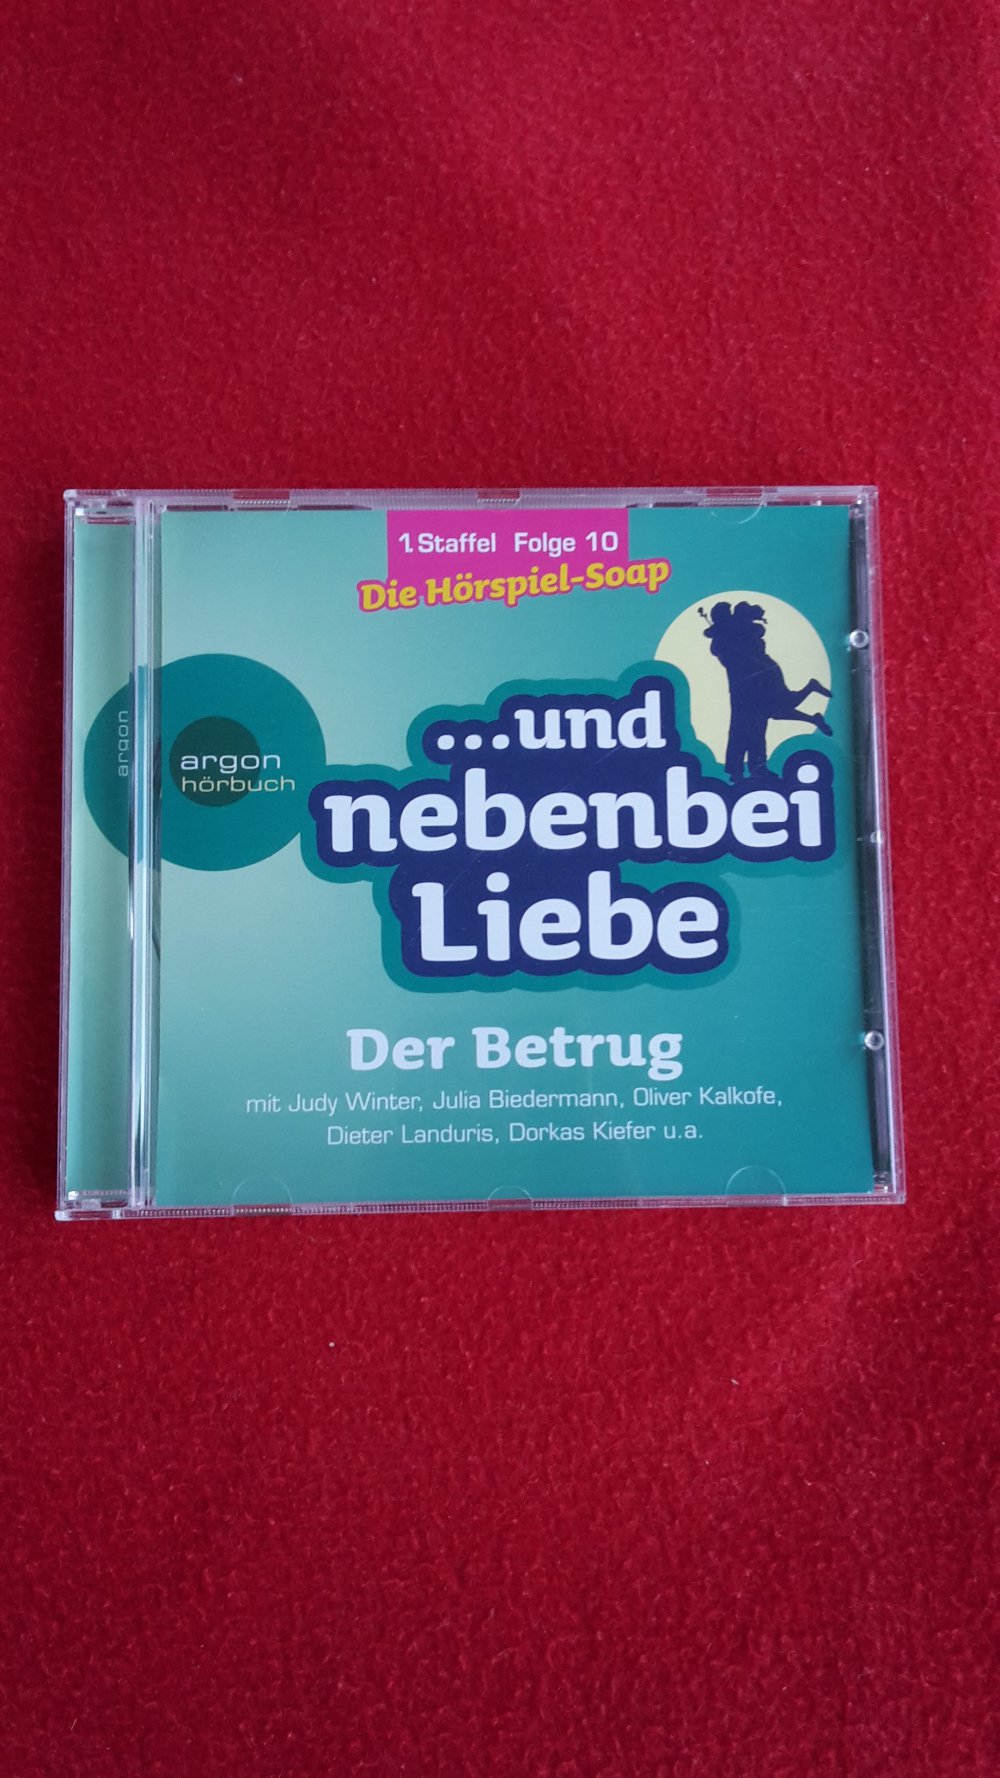 1. Staffel Folge 10
Die Hörspiel-Soap
argon
argon
hörbuch
...und
nebenbei
Liebe
Der Betrug
mit Judy Winter, Julia Biedermann, Oliver Kalkofe,
Dieter Landuris, Dorkas Kiefer u.a.